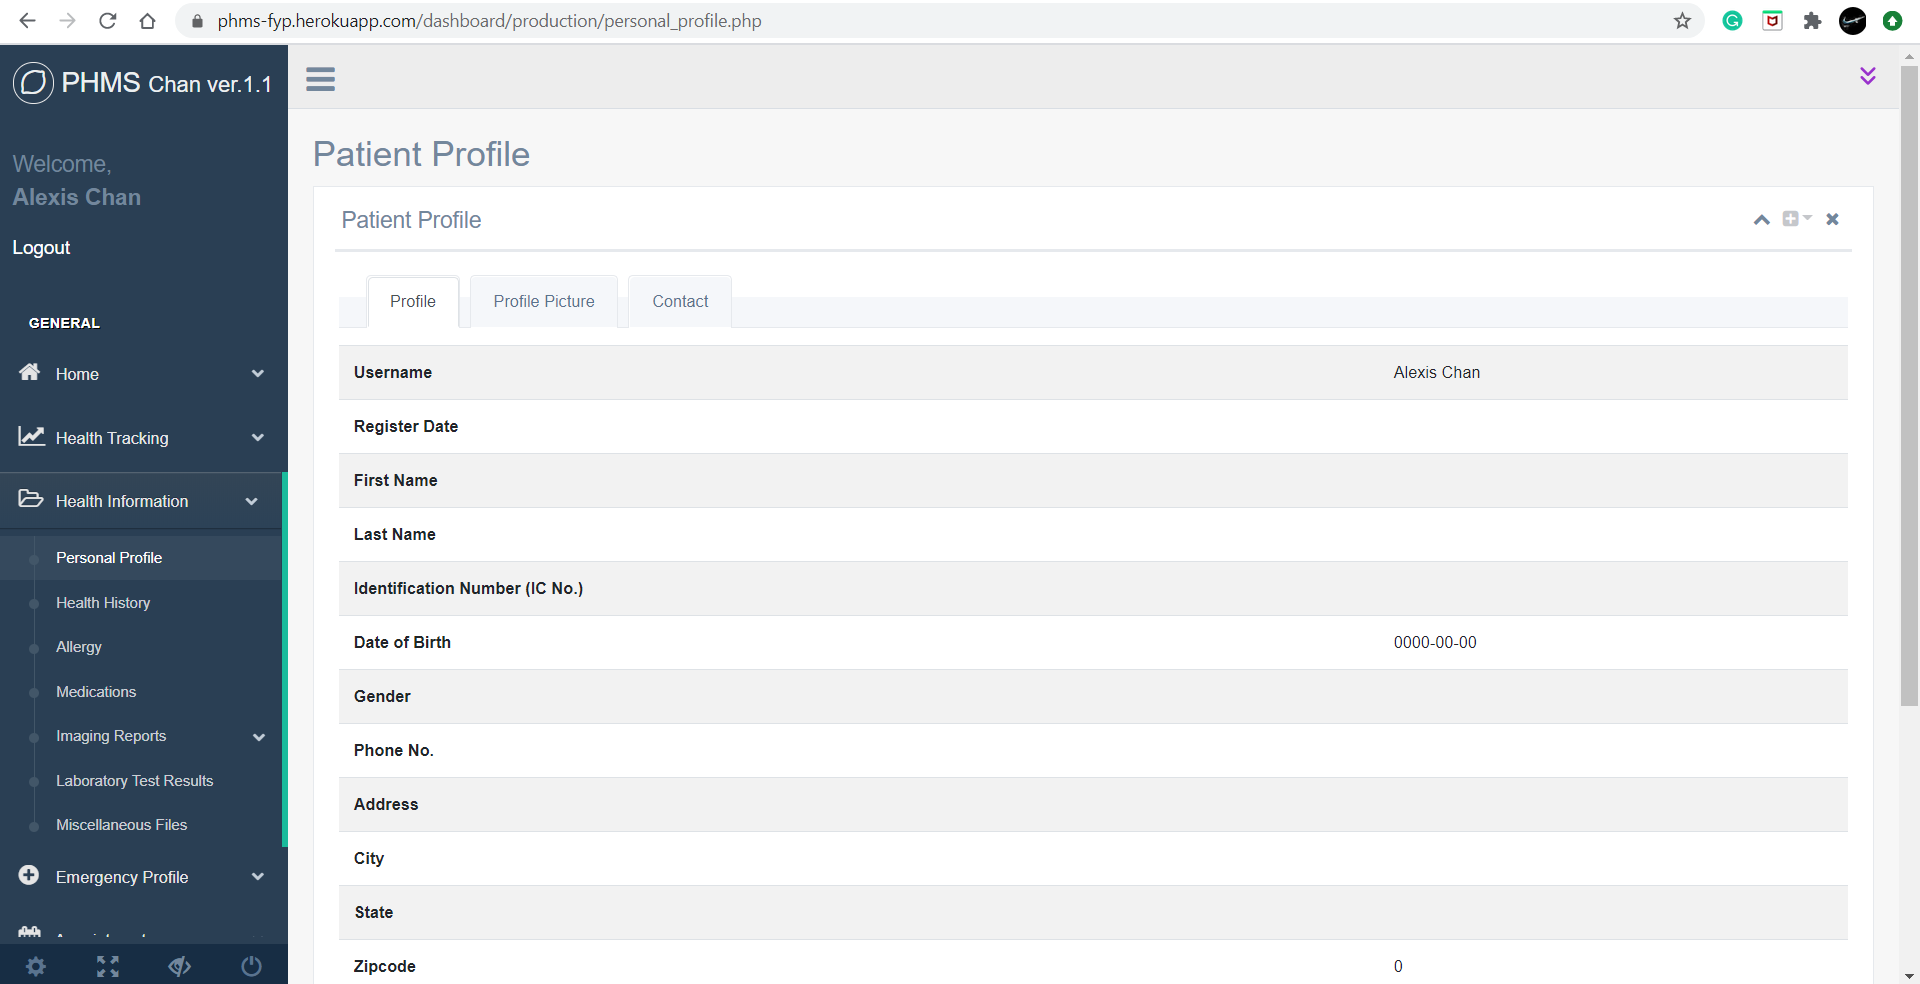 phms-fyp.herokuapp.com/dashboard/production/personal_profile.php
PHMS Chan ver.1.1
Welcome,
Alexis Chan
Logout
GENERAL
Home
Health Tracking
Health Information
Personal Profile
Health History
Allergy
Medications
Imaging Reports
Laboratory Test Results
Miscellaneous Files
Emergency Profile
Patient Profile
Patient Profile
Profile
Profile Picture
Contact
Username Alexis Chan
Register Date
First Name
Last Name
Identification Number (IC No.)
Date of Birth 0000-00-00
Gender
Phone No.
Address
City
State
Zipcode 0